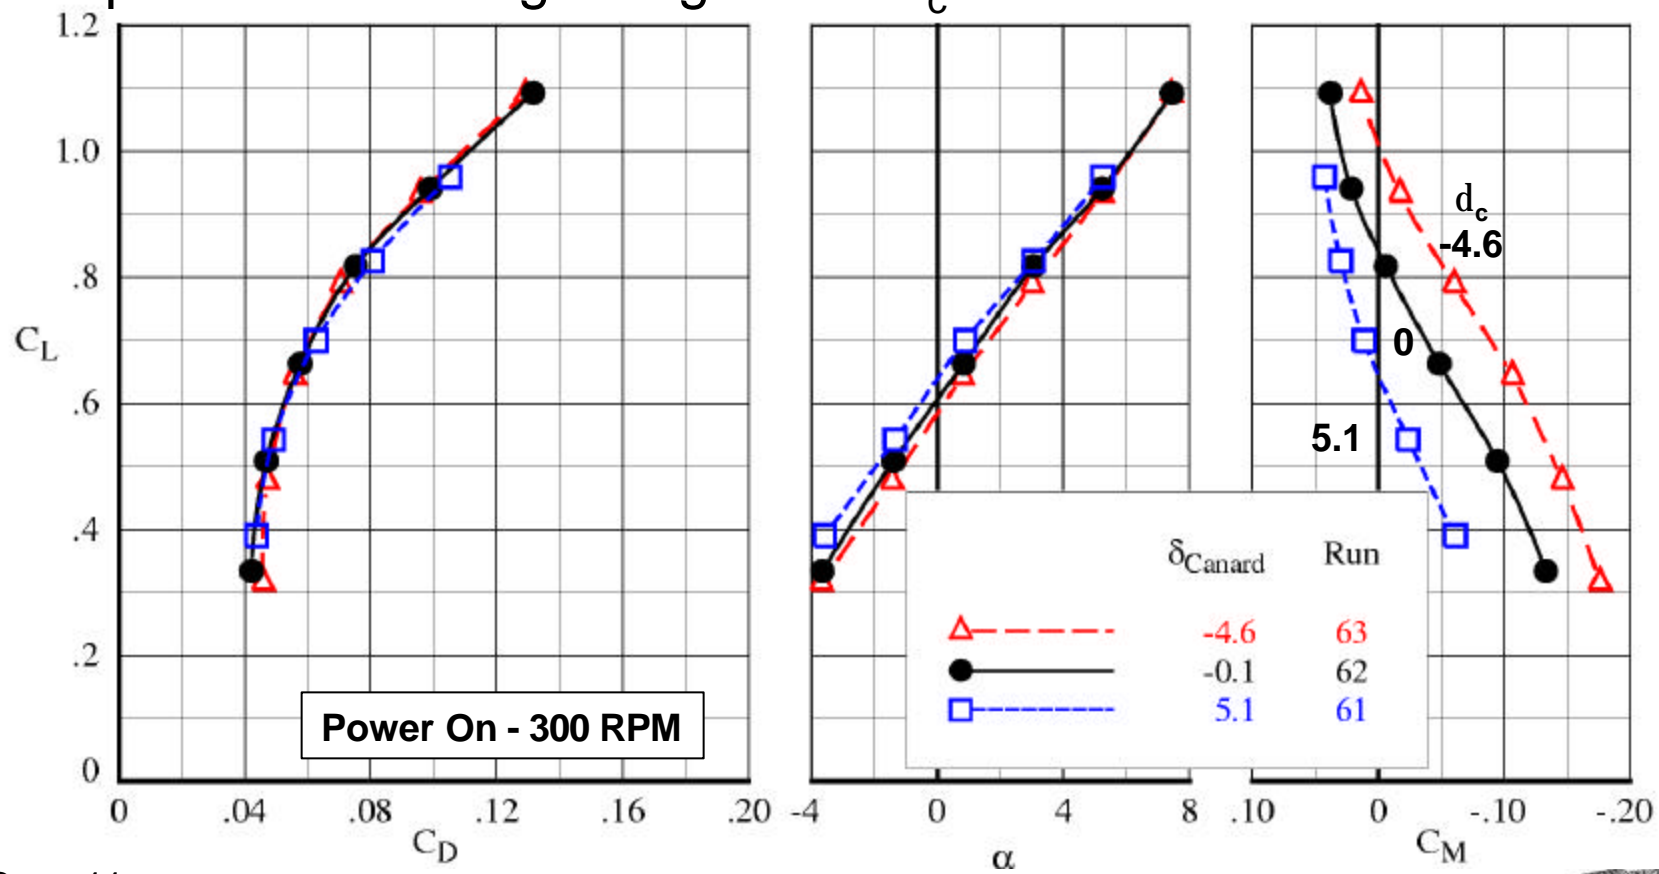 c
1.2
1.0
.8
.6
.4
.2
0
C_L
0 .04 .08 .12 .16 .20
C_D
Power On - 300 RPM
-4 0 4 8
α
d_c
-4.6
0
5.1
.10 0 -.10 -.20
C_M
δ_Canard Run
-4.6 63
-0.1 62
5.1 61